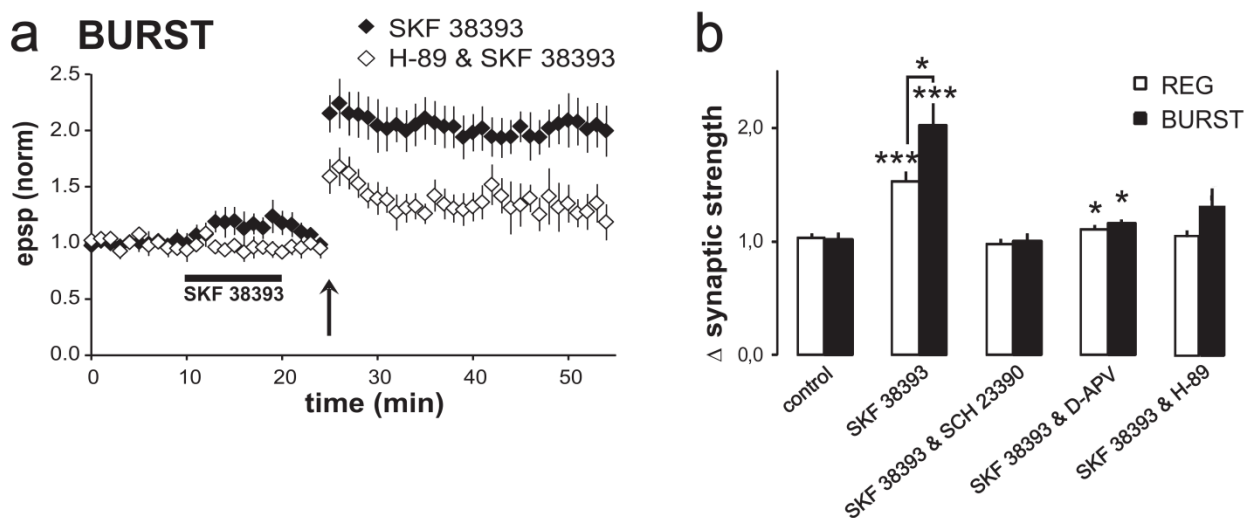 a BURST
SKF 38393
H-89 & SKF 38393
epsp (norm)
2.5
2.0
1.5
1.0
0.5
0.0
SKF 38393
0 10 20 30 40 50
time (min)
b
REG
BURST
Δ synaptic strength
2,0
1,0
0,0
*
***
***
* *
control
SKF 38393
SKF 38393 & SCH 23390
SKF 38393 & D-APV
SKF 38393 & H-89